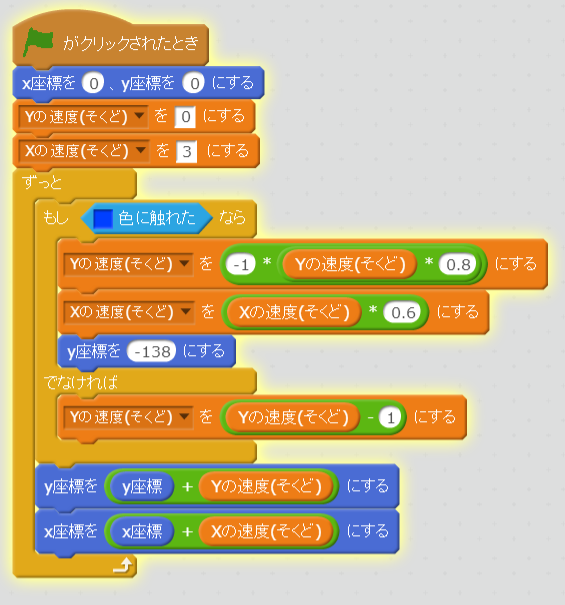 がクリックされたとき
x座標を 0 、y座標を 0 にする
Yの速度(そくど) を 0 にする
Xの速度(そくど) を 3 にする
ずっと
もし 色に触れた なら
Yの速度(そくど) を -1 * Yの速度(そくど) * 0.8 にする
Xの速度(そくど) を Xの速度(そくど) * 0.6 にする
y座標を -138 にする
でなければ
Yの速度(そくど) を Yの速度(そくど) - 1 にする
y座標を y座標 + Yの速度(そくど) にする
x座標を x座標 + Xの速度(そくど) にする